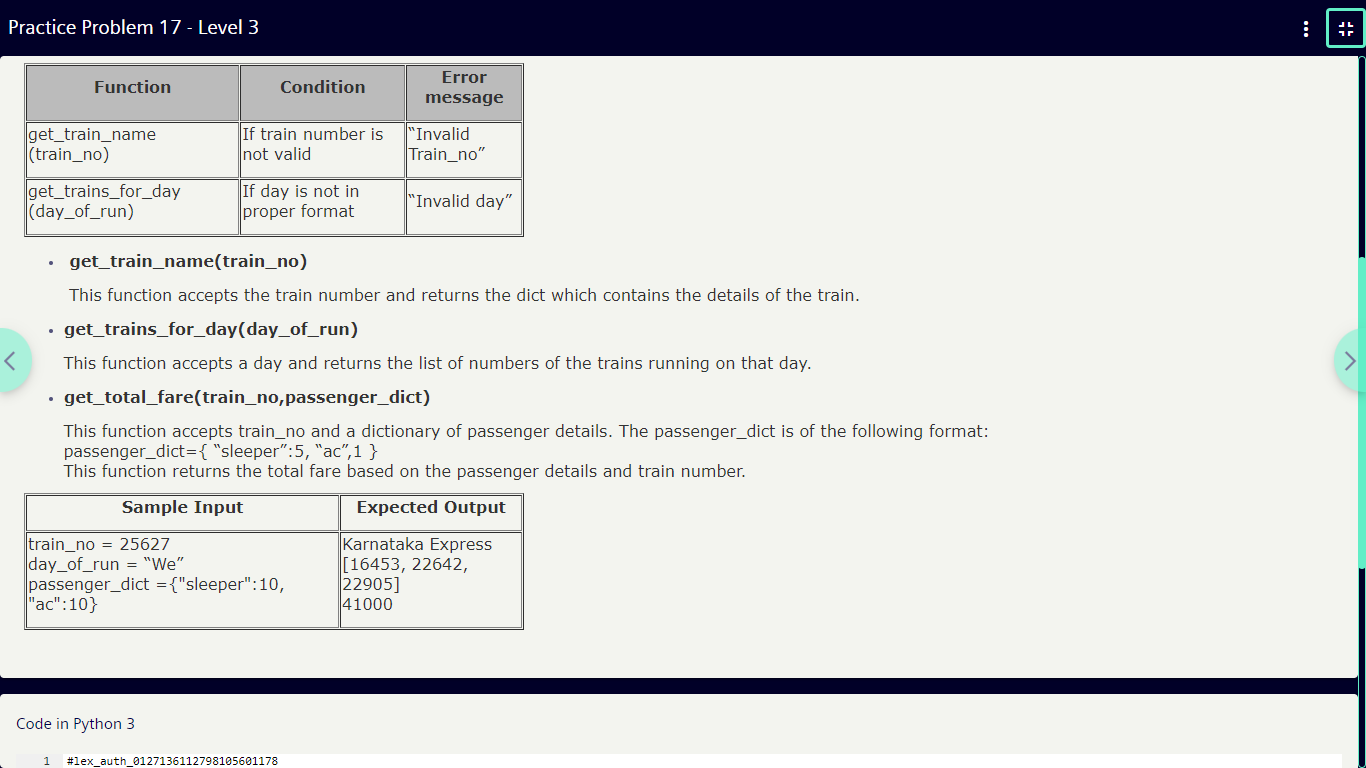 Practice Problem 17 - Level 3
Function
Condition
Error
message
get_train_name
(train_no)
If train number is
not valid
“Invalid
Train_no”
get_trains_for_day
(day_of_run)
If day is not in
proper format
“Invalid day”
• get_train_name(train_no)
This function accepts the train number and returns the dict which contains the details of the train.
• get_trains_for_day(day_of_run)
This function accepts a day and returns the list of numbers of the trains running on that day.
• get_total_fare(train_no,passenger_dict)
This function accepts train_no and a dictionary of passenger details. The passenger_dict is of the following format:
passenger_dict={ “sleeper”:5, “ac”,1 }
This function returns the total fare based on the passenger details and train number.
Sample Input
Expected Output
train_no = 25627
day_of_run = “We”
passenger_dict ={"sleeper":10,
"ac":10}
Karnataka Express
[16453, 22642,
22905]
41000
Code in Python 3
1 #lex_auth_0127136112798105601178